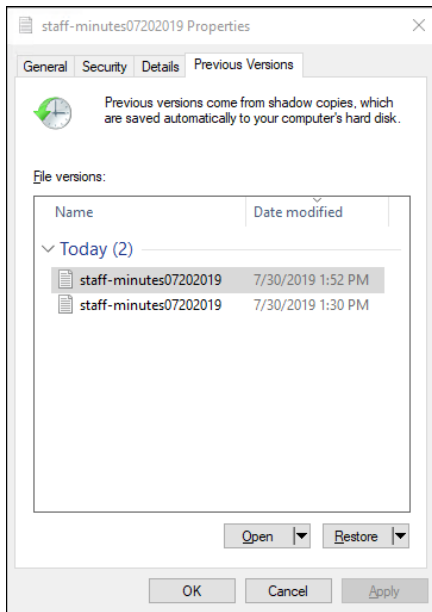 staff-minutes07202019 Properties
General Security Details Previous Versions
Previous versions come from shadow copies, which
are saved automatically to your computer's hard disk.
File versions:
Name Date modified
Today (2)
staff-minutes07202019 7/30/2019 1:52 PM
staff-minutes07202019 7/30/2019 1:30 PM
Open Restore
OK Cancel Apply